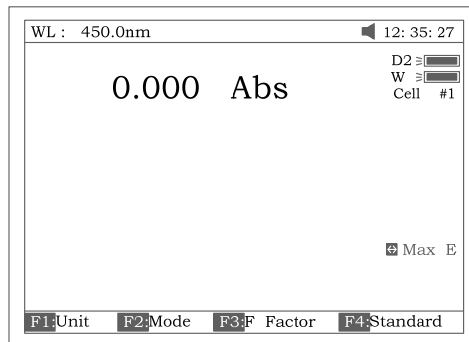 WL : 450.0nm 12: 35: 27
D2
0.000 Abs W
Cell #1
Max E
F1:Unit F2:Mode F3:F Factor F4:Standard